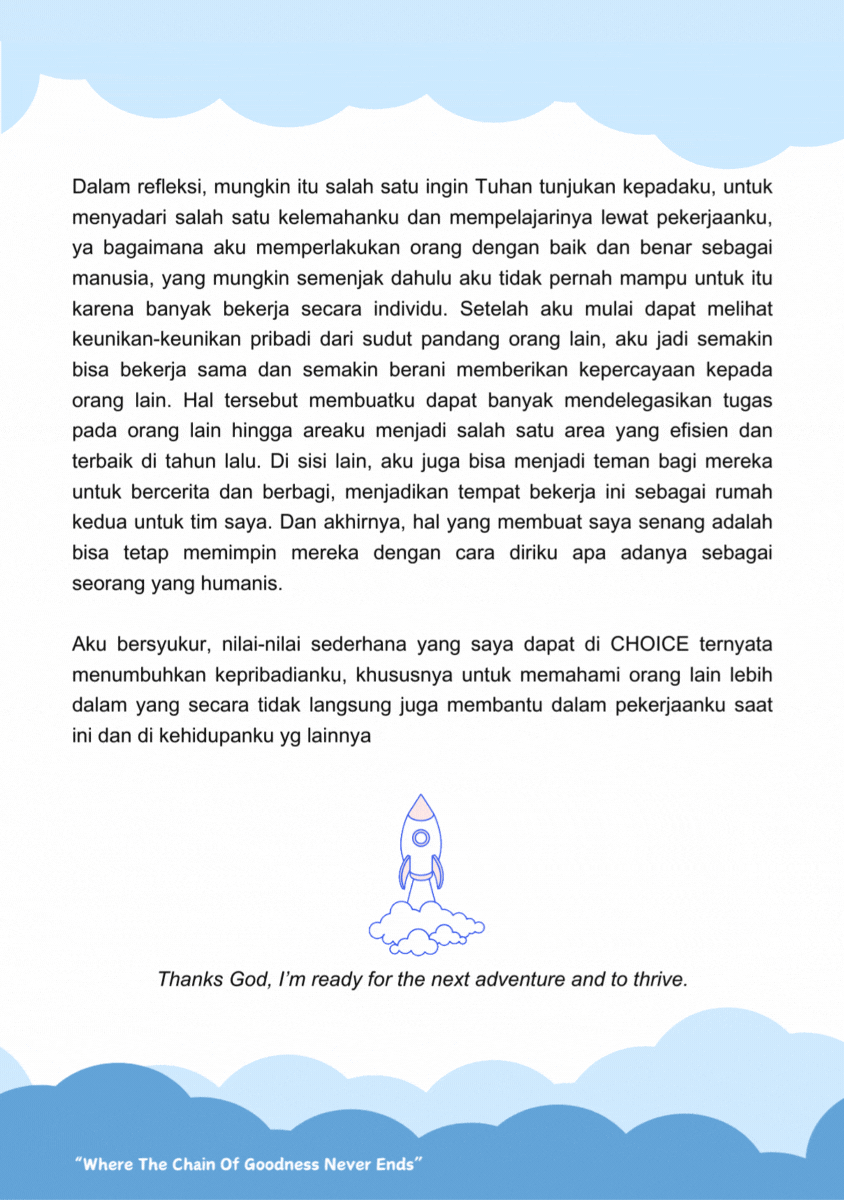 Dalam refleksi, mungkin itu salah satu ingin Tuhan tunjukan kepadaku, untuk
menyadari salah satu kelemahanku dan mempelajarinya lewat pekerjaanku,
ya bagaimana aku memperlakukan orang dengan baik dan benar sebagai
manusia, yang mungkin semenjak dahulu aku tidak pernah mampu untuk itu
karena banyak bekerja secara individu. Setelah aku mulai dapat melihat
keunikan-keunikan pribadi dari sudut pandang orang lain, aku jadi semakin
bisa bekerja sama dan semakin berani memberikan kepercayaan kepada
orang lain. Hal tersebut membuatku dapat banyak mendelegasikan tugas
pada orang lain hingga areaku menjadi salah satu area yang efisien dan
terbaik di tahun lalu. Di sisi lain, aku juga bisa menjadi teman bagi mereka
untuk bercerita dan berbagi, menjadikan tempat bekerja ini sebagai rumah
kedua untuk tim saya. Dan akhirnya, hal yang membuat saya senang adalah
bisa tetap memimpin mereka dengan cara diriku apa adanya sebagai
seorang yang humanis.
Aku bersyukur, nilai-nilai sederhana yang saya dapat di CHOICE ternyata
menumbuhkan kepribadianku, khususnya untuk memahami orang lain lebih
dalam yang secara tidak langsung juga membantu dalam pekerjaanku saat
ini dan di kehidupanku yg lainnya
Thanks God, I’m ready for the next adventure and to thrive.
“Where The Chain Of Goodness Never Ends”